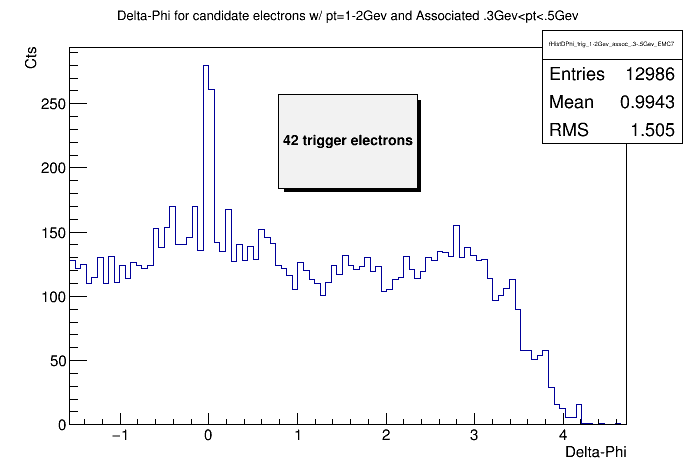 Delta-Phi for candidate electrons w/ pt=1-2Gev and Associated .3Gev<pt<.5Gev
fHistDPhi_trig_1-2Gev_assoc_.3-.5Gev_EMC7
Entries 12986
Mean 0.9943
RMS 1.505
Cts
42 trigger electrons
250
200
150
100
50
0
−1 0 1 2 3 4
Delta-Phi